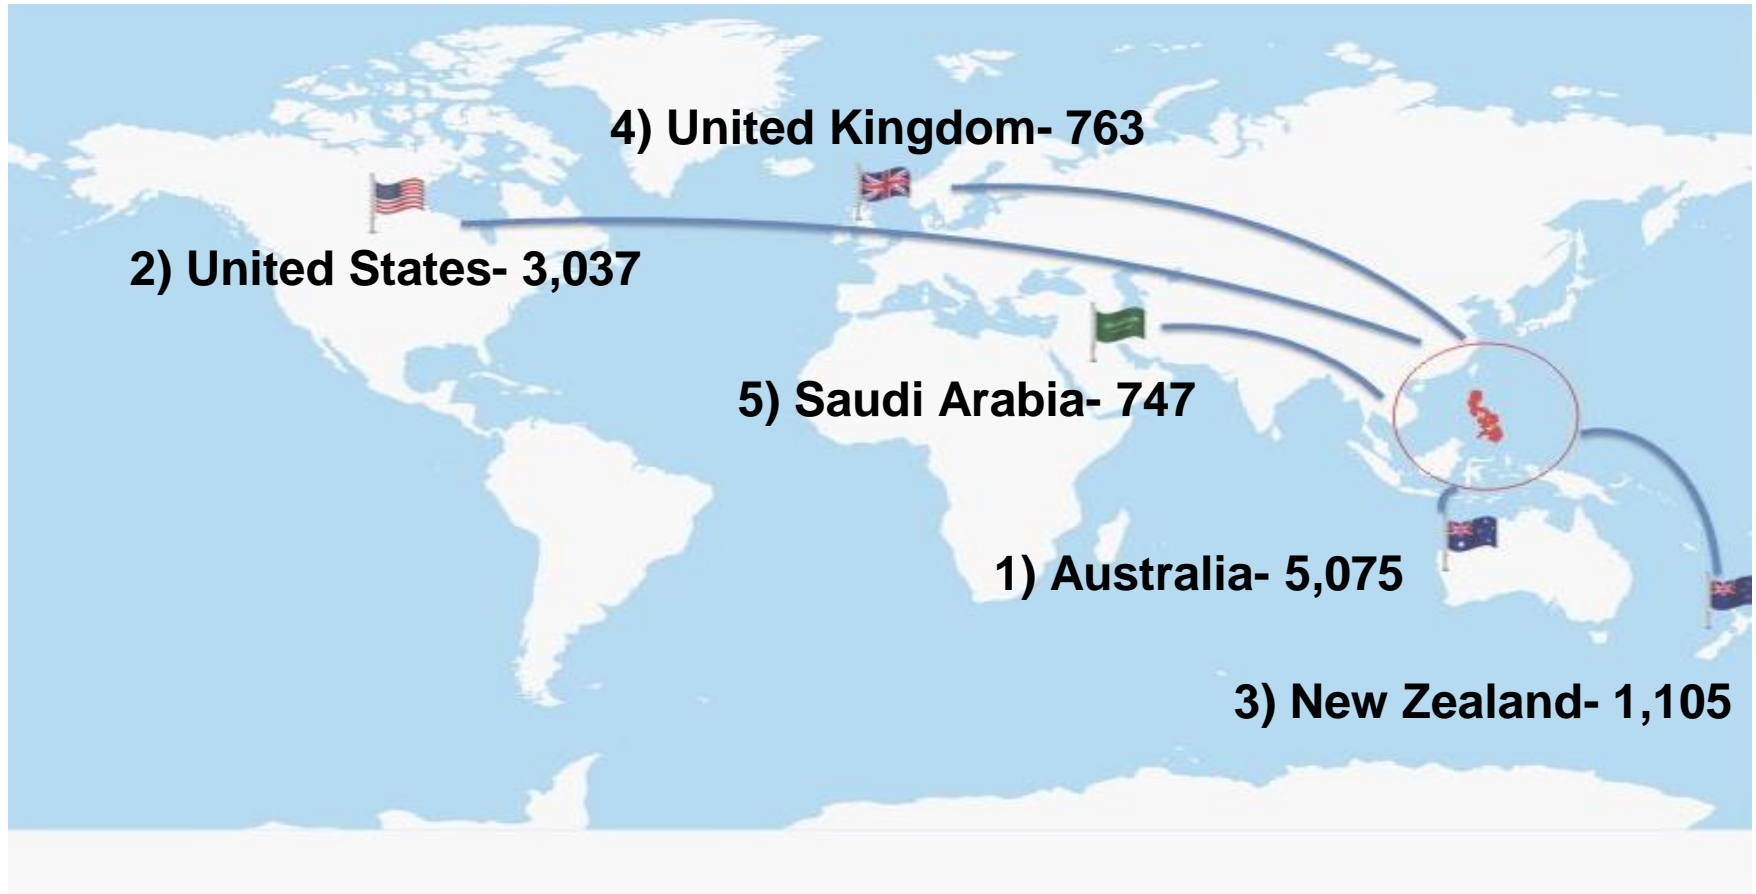 4) United Kingdom- 763
2) United States- 3,037
5) Saudi Arabia- 747
1) Australia- 5,075
3) New Zealand- 1,105